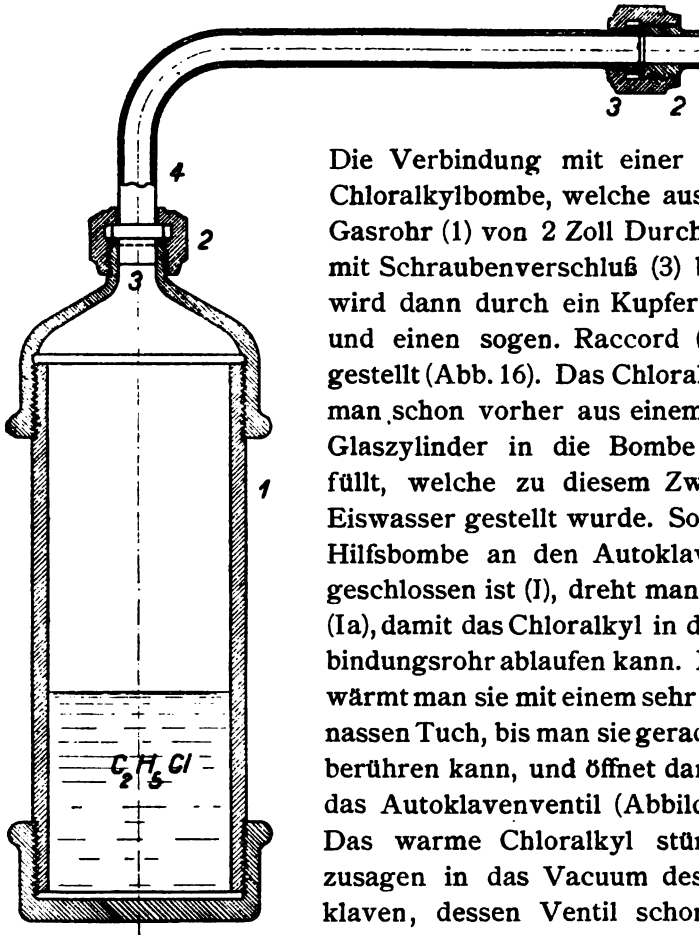 3 2
4
2
3
1
C2H5Cl
Die Verbindung mit einer
Chloralkylbombe, welche aus
Gasrohr (1) von 2 Zoll Durch
mit Schraubenverschluß (3)
wird dann durch ein Kupfer
und einen sogen. Raccord (
gestellt (Abb. 16). Das Chloral
man schon vorher aus einem
Glaszylinder in die Bombe
füllt, welche zu diesem Zw
Eiswasser gestellt wurde. So
Hilfsbombe an den Autoklav
geschlossen ist (I), dreht man
(Ia), damit das Chloralkyl in d
bindungsrohr ablaufen kann.
wärmt man sie mit einem sehr
nassen Tuch, bis man sie gerad
berühren kann, und öffnet dan
das Autoklavenventil (Abbild
Das warme Chloralkyl stür
zusagen in das Vacuum des
klaven, dessen Ventil schon